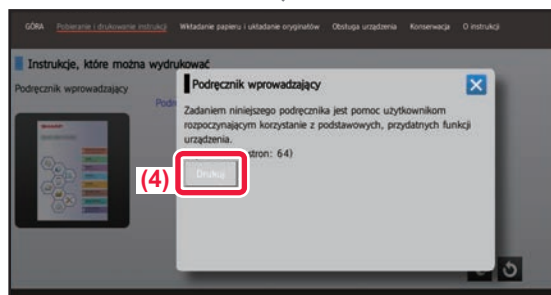 GÓRA Pobieranie i drukowanie instrukcji Wkładanie papieru i układanie oryginałów Obsługa urządzenia Konserwacja O instrukcji
Instrukcje, które można wydrukować
Podręcznik wprowadzający
Podręcznik wprowadzający
Zadaniem niniejszego podręcznika jest pomoc użytkownikom
rozpoczynającym korzystanie z podstawowych, przydatnych funkcji
urządzenia.
stron: 64)
(4)
Drukuj